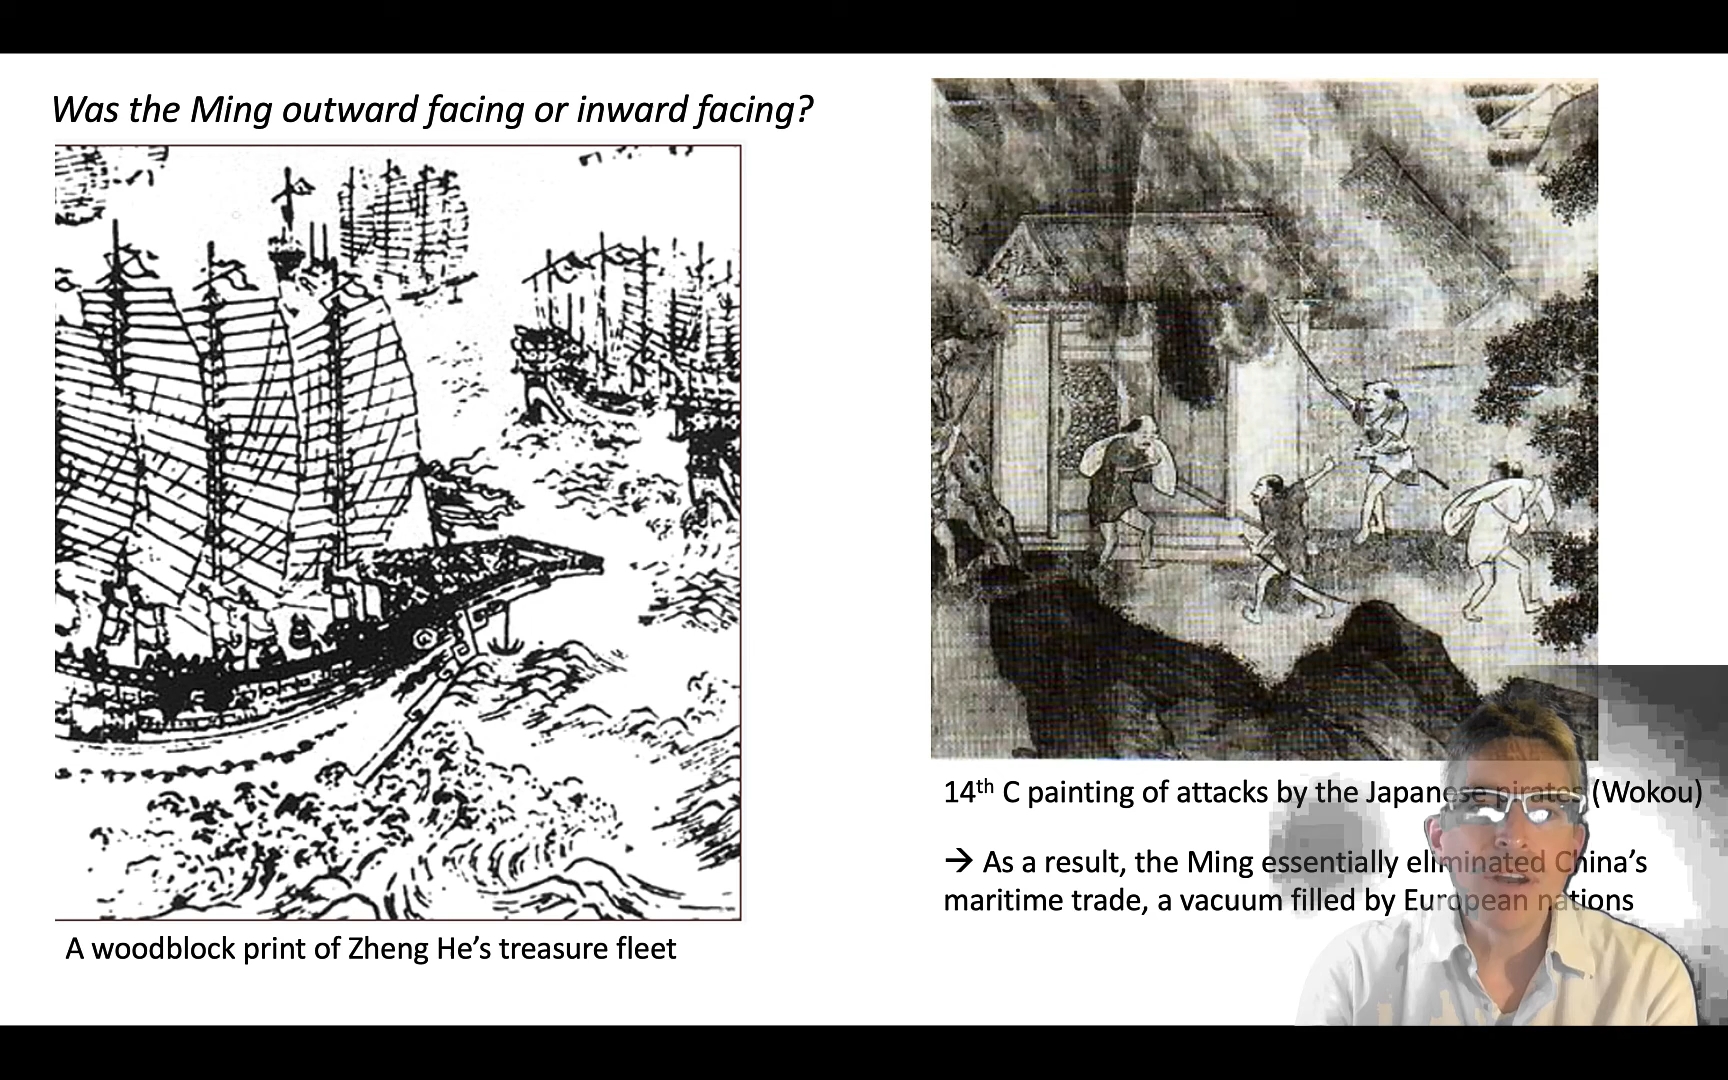 Was the Ming outward facing or inward facing?
A woodblock print of Zheng He’s treasure fleet
14th C painting of attacks by the Japanese pirates (Wokou)
→ As a result, the Ming essentially eliminated China’s
maritime trade, a vacuum filled by European nations